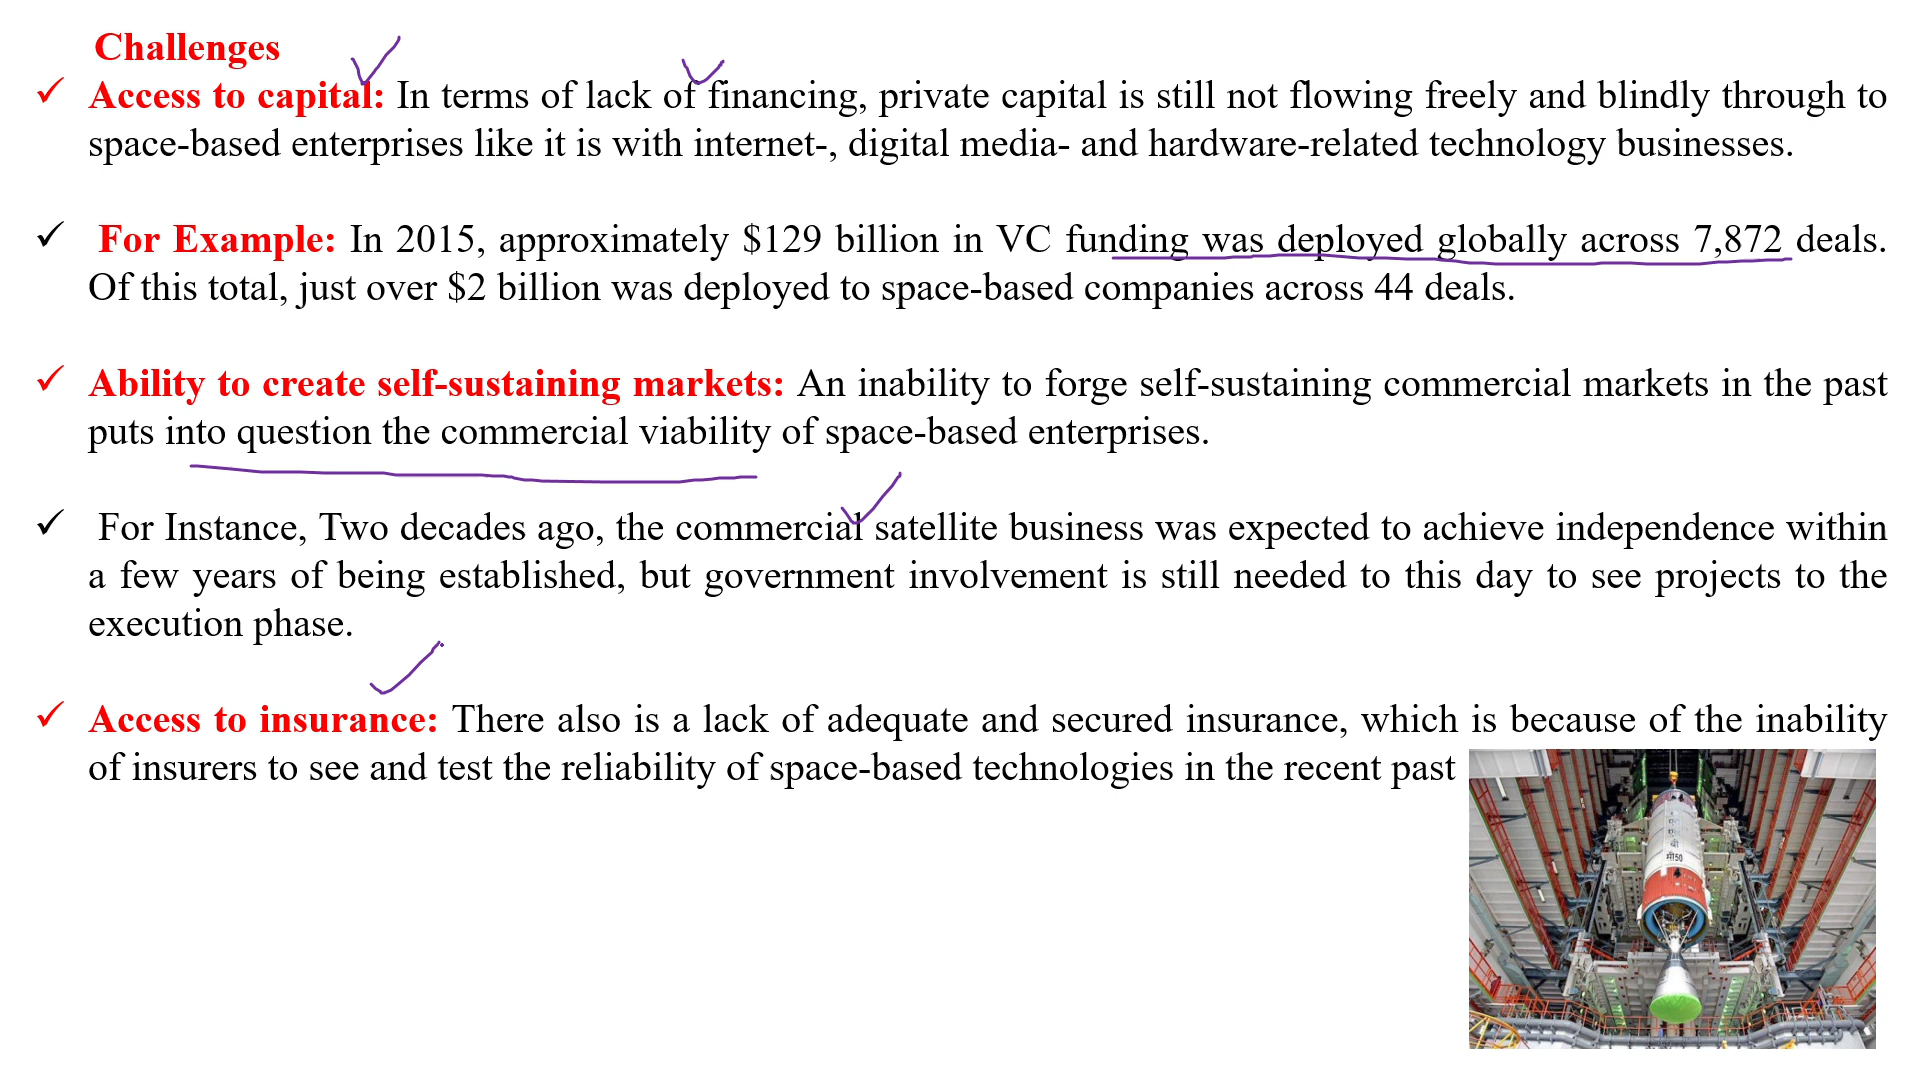 Challenges
Access to capital: In terms of lack of financing, private capital is still not flowing freely and blindly through to
space-based enterprises like it is with internet-, digital media- and hardware-related technology businesses.
For Example: In 2015, approximately $129 billion in VC funding was deployed globally across 7,872 deals.
Of this total, just over $2 billion was deployed to space-based companies across 44 deals.
Ability to create self-sustaining markets: An inability to forge self-sustaining commercial markets in the past
puts into question the commercial viability of space-based enterprises.
For Instance, Two decades ago, the commercial satellite business was expected to achieve independence within
a few years of being established, but government involvement is still needed to this day to see projects to the
execution phase.
Access to insurance: There also is a lack of adequate and secured insurance, which is because of the inability
of insurers to see and test the reliability of space-based technologies in the recent past